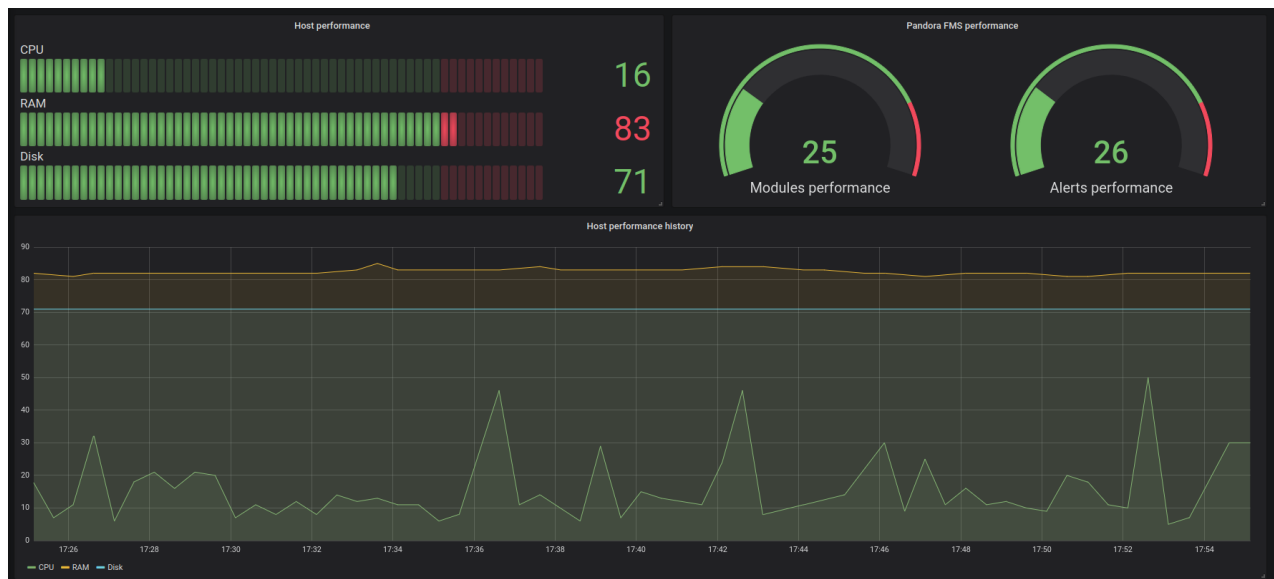 Host performance
CPU
16
RAM
83
Disk
71
Pandora FMS performance
25
Modules performance
26
Alerts performance
Host performance history
90
80
70
60
50
40
30
20
10
0
17:26 17:28 17:30 17:32 17:34 17:36 17:38 17:40 17:42 17:44 17:46 17:48 17:50 17:52 17:54
CPU RAM Disk